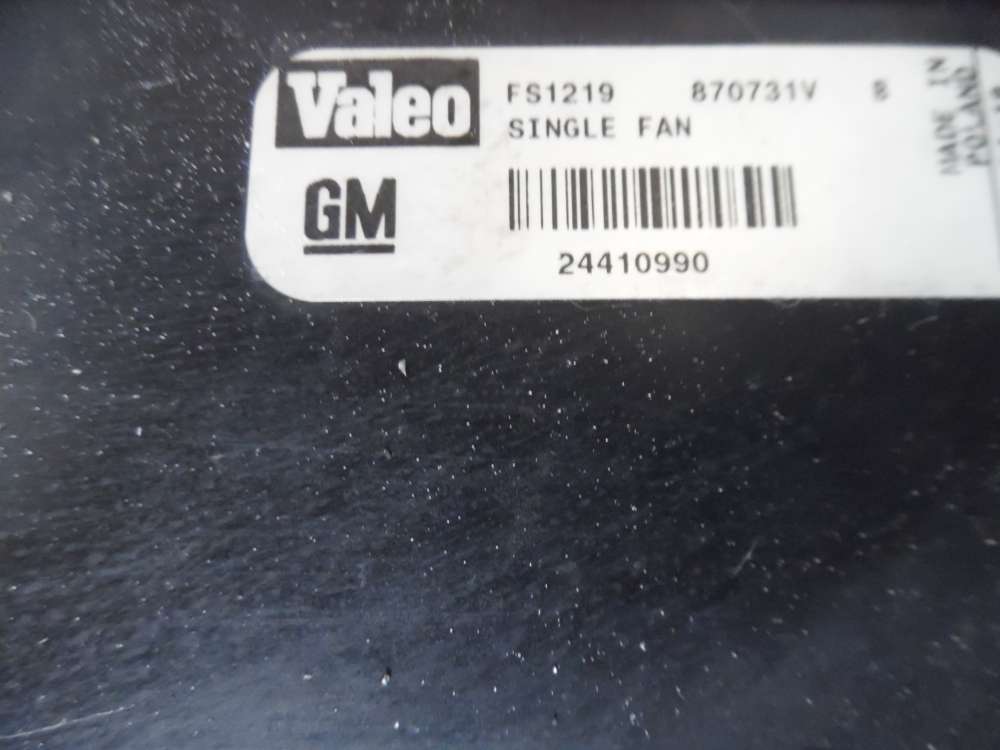 Valeo FS1219 870731V 8
SINGLE FAN
GM
24410990
MADE IN
POLAND